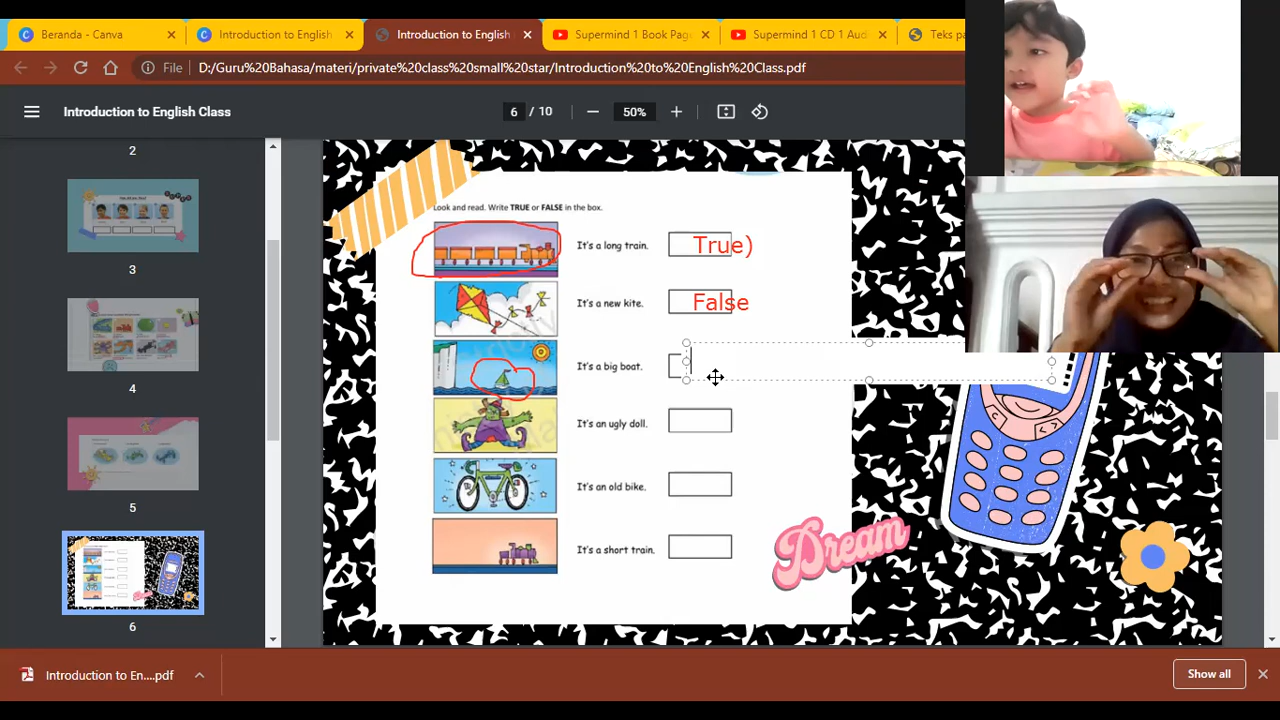 Beranda - Canva
Introduction to English
Introduction to English
Supermind 1 Book Page
Supermind 1 CD 1 Audi
Teks pa
File
D:/Guru%20Bahasa/materi/private%20class%20small%20star/Introduction%20to%20English%20Class.pdf
Introduction to English Class
6 / 10
50%
2
3
4
5
6
Look and read. Write TRUE or FALSE in the box.
It's a long train.
True)
It's a new kite.
False
It's a big boat.
It's an ugly doll.
It's an old bike.
It's a short train.
Dream
Introduction to En....pdf
Show all